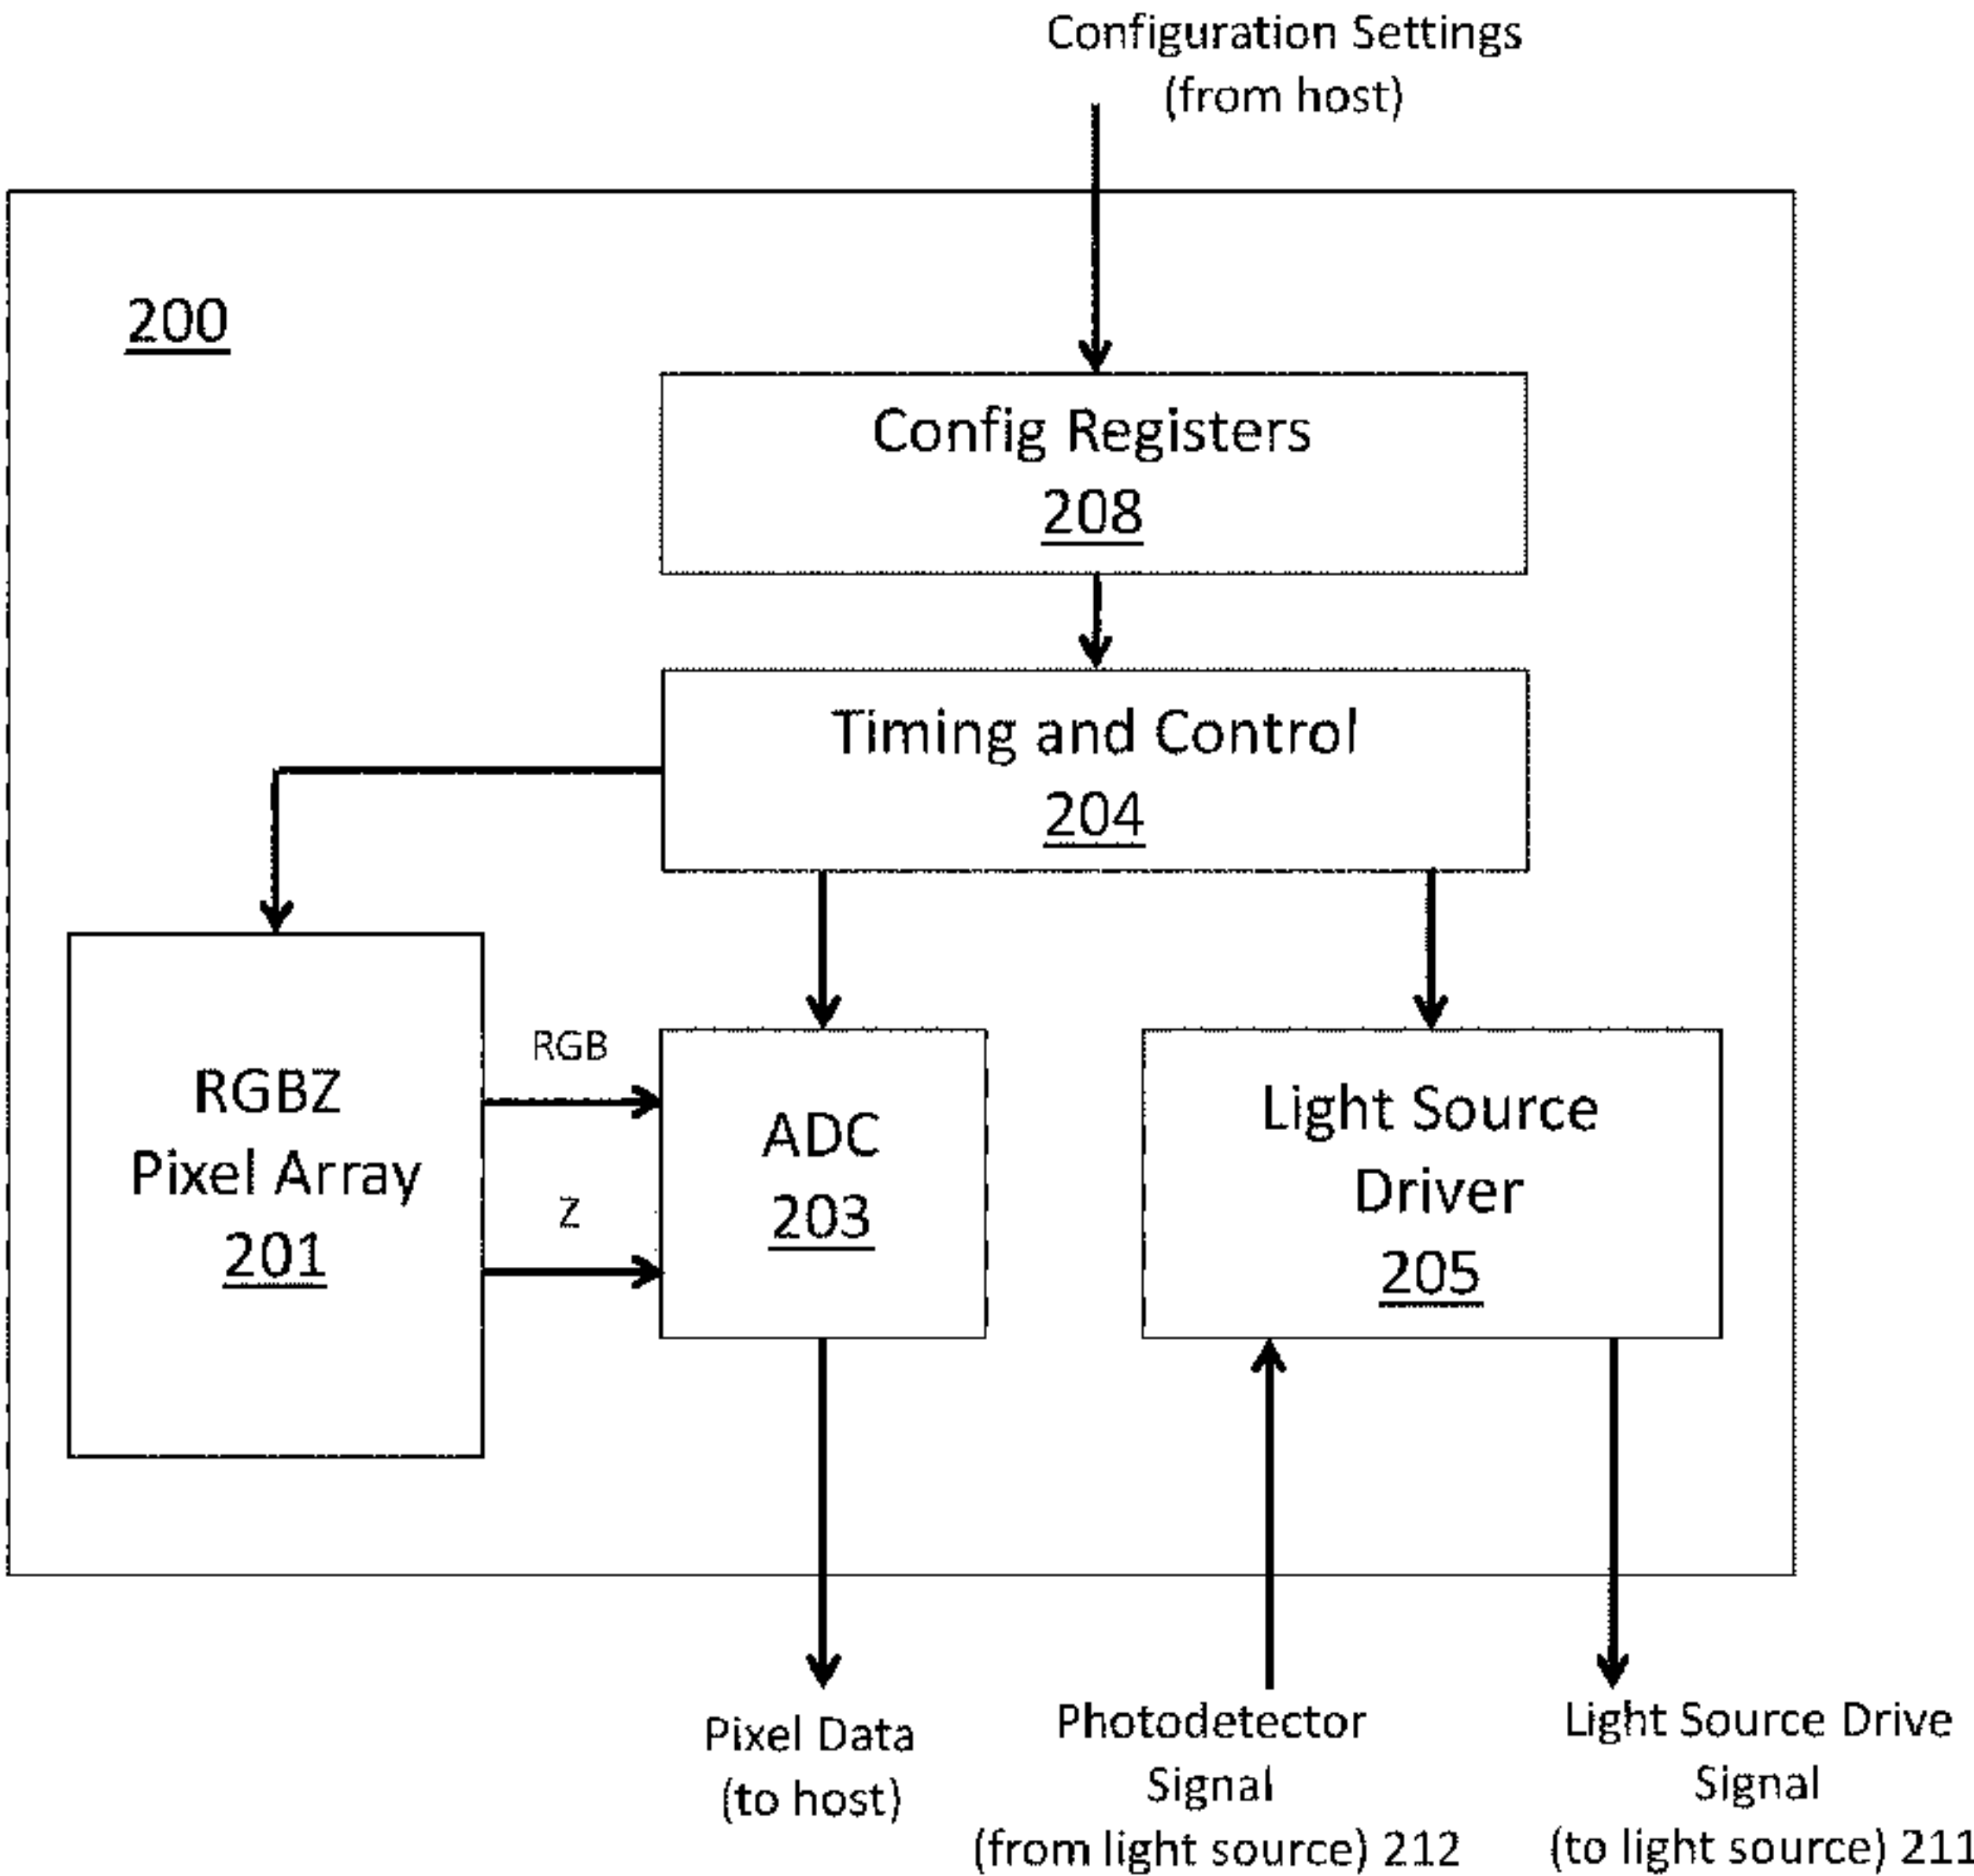 Configuration Settings
(from host)
200
Config Registers
208
Timing and Control
204
RGBZ
Pixel Array
201
RGB
Z
ADC
203
Light Source
Driver
205
Pixel Data
(to host)
Photodetector
Signal
(from light source) 212
Light Source Drive
Signal
(to light source) 211